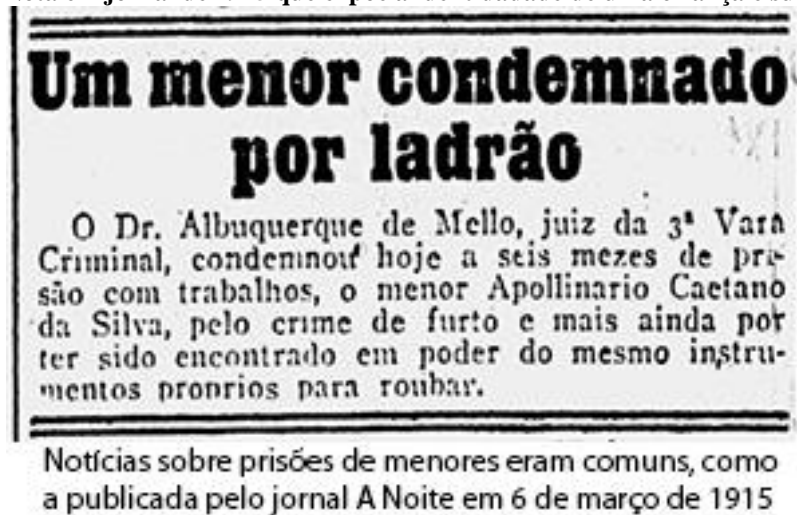 Um menor condemnado
por ladrão
O Dr. Albuquerque de Mello, juiz da 3ª Vara
Criminal, condemnou hoje a seis mezes de pri-
são com trabalhos, o menor Apollinario Caetano
da Silva, pelo crime de furto e mais ainda por
ter sido encontrado em poder do mesmo instru-
mentos proprios para roubar.
Notícias sobre prisões de menores eram comuns, como
a publicada pelo jornal A Noite em 6 de março de 1915